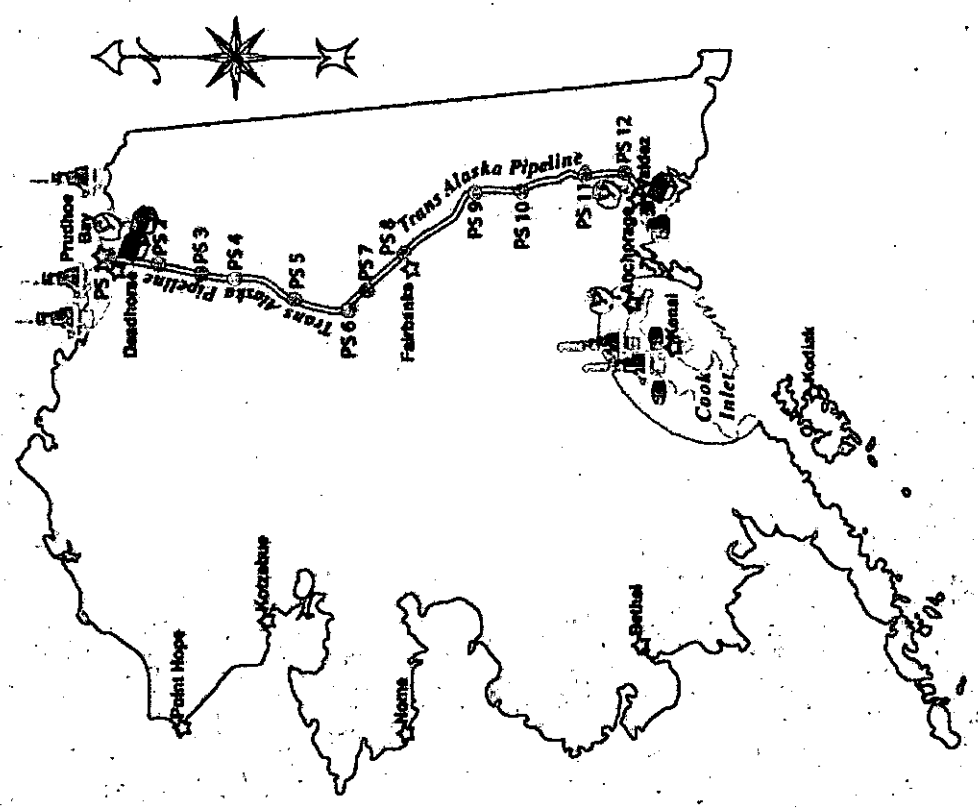 N
Prudhoe
Bay
PS
Deadhorse
PS 2
PS 3
PS 4
PS 5
Trans Alaska Pipeline
PS 6
PS 7
PS 8
Fairbanks
Trans Alaska Pipeline
PS 9
PS 10
PS 11
PS 12
Valdez
Anchorage
Kenai
Cook
Inlet
Kodiak
Point Hope
Kotzebue
Nome
Bethel